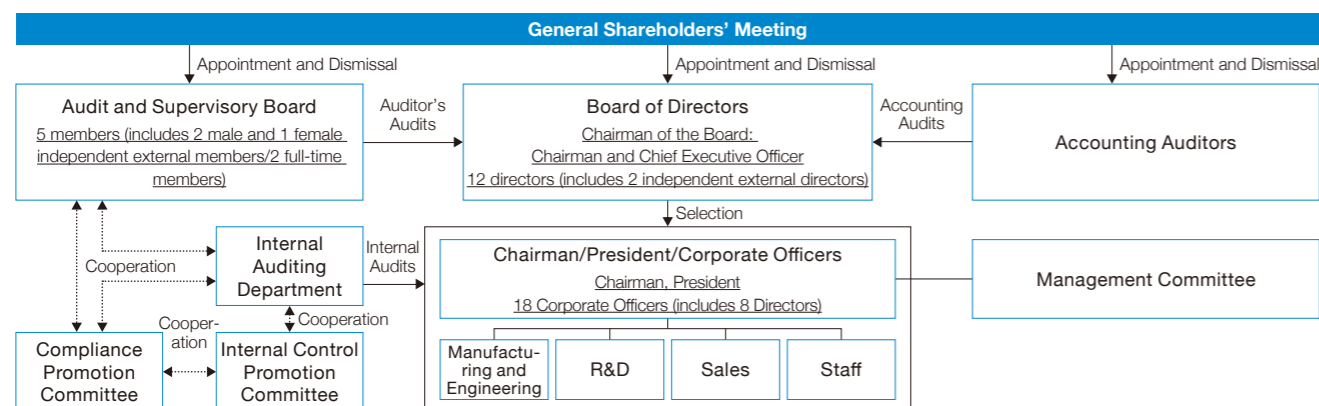 General Shareholders’ Meeting
Appointment and Dismissal
Appointment and Dismissal
Appointment and Dismissal
Audit and Supervisory Board
5 members (includes 2 male and 1 female
independent external members/2 full-time
members)
Auditor’s
Audits
Board of Directors
Chairman of the Board:
Chairman and Chief Executive Officer
12 directors (includes 2 independent external directors)
Accounting
Audits
Accounting Auditors
Selection
Cooperation
Internal
Auditing
Department
Internal
Audits
Chairman/President/Corporate Officers
Chairman, President
18 Corporate Officers (includes 8 Directors)
Management Committee
Cooper-
ation
Cooperation
Compliance
Promotion
Committee
Internal Control
Promotion
Committee
Manufactu-
ring and
Engineering
R&D
Sales
Staff